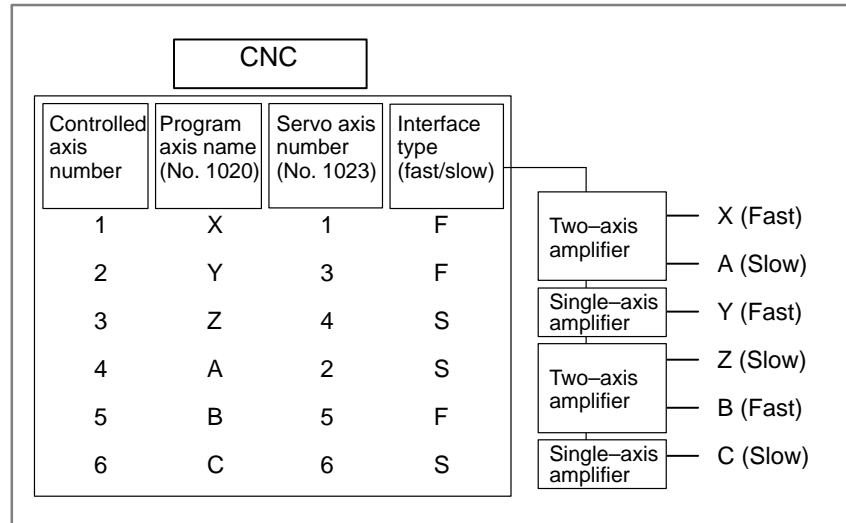 CNC
Controlled axis number
Program axis name (No. 1020)
Servo axis number (No. 1023)
Interface type (fast/slow)
1 X 1 F
2 Y 3 F
3 Z 4 S
4 A 2 S
5 B 5 F
6 C 6 S
Two–axis amplifier
X (Fast)
A (Slow)
Single–axis amplifier
Y (Fast)
Two–axis amplifier
Z (Slow)
B (Fast)
Single–axis amplifier
C (Slow)